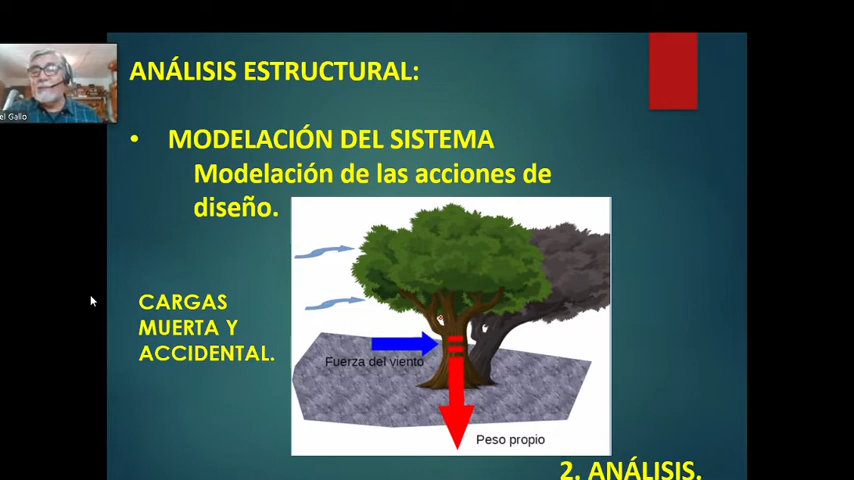 ANÁLISIS ESTRUCTURAL:
• MODELACIÓN DEL SISTEMA
Modelación de las acciones de
diseño.
CARGAS
MUERTA Y
ACCIDENTAL.
Fuerza del viento
Peso propio
2. ANÁLISIS.
el Gallo